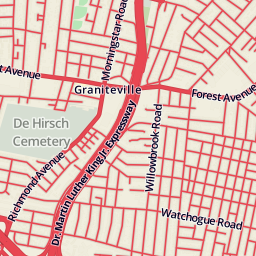 Morningstar Road
st Avenue
Graniteville
Forest Avenue
De Hirsch
Cemetery
Willowbrook Road
Dr. Martin Luther King Jr. Expressway
Richmond Avenue
Watchogue Road